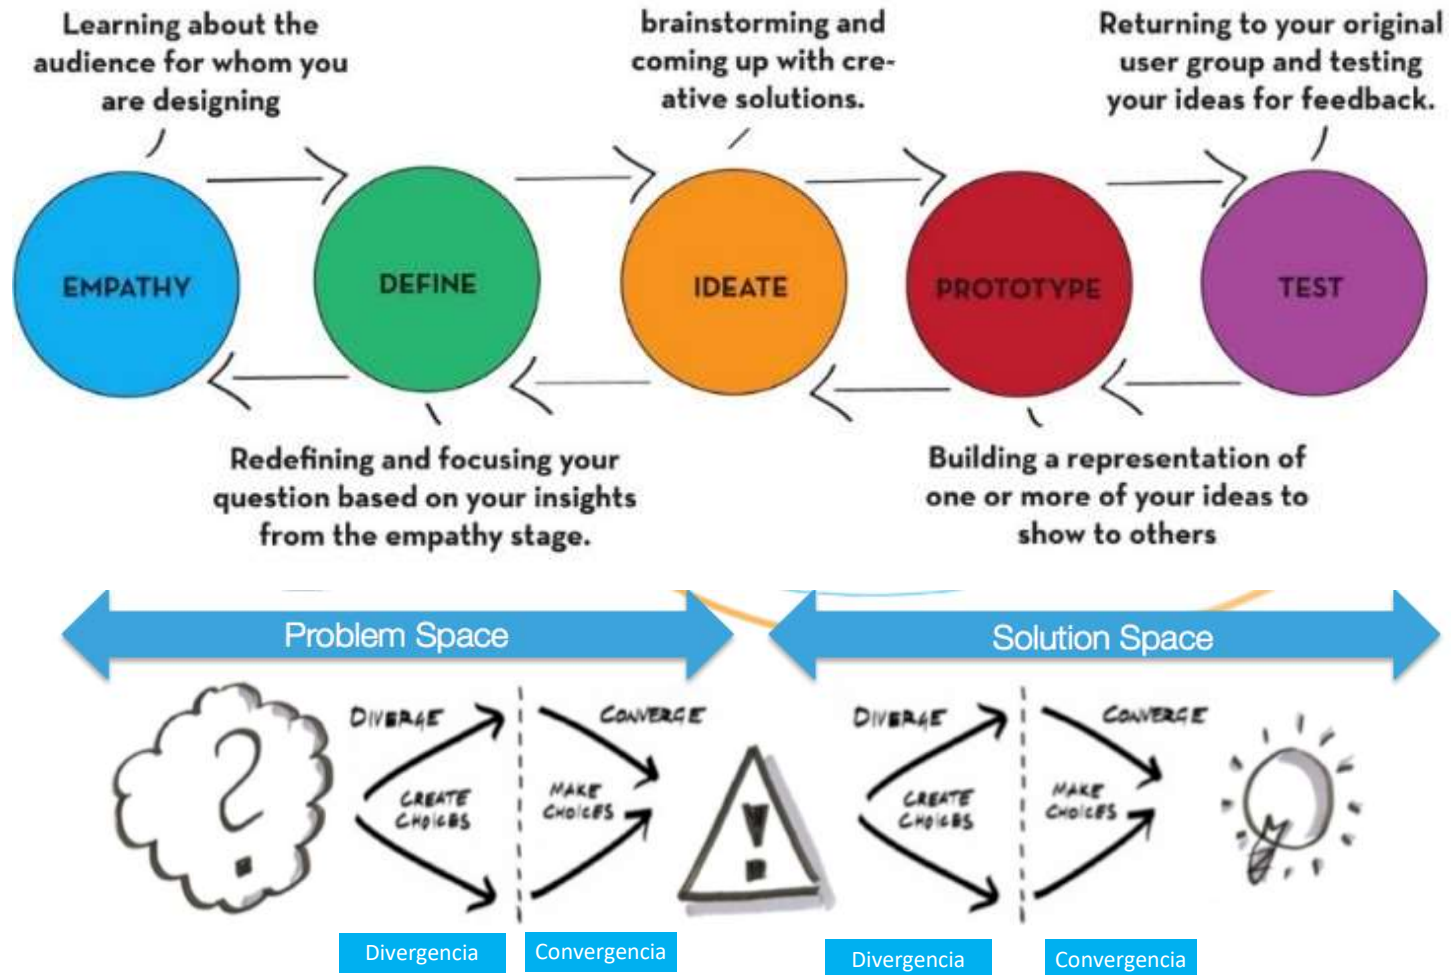 Learning about the
audience for whom you
are designing
brainstorming and
coming up with cre-
ative solutions.
Returning to your original
user group and testing
your ideas for feedback.
EMPATHY
DEFINE
IDEATE
PROTOTYPE
TEST
Redefining and focusing your
question based on your insights
from the empathy stage.
Building a representation of
one or more of your ideas to
show to others
Problem Space
Solution Space
?
DIVERGE
CREATE
CHOICES
CONVERGE
MAKE
CHOICES
!
DIVERGE
CREATE
CHOICES
CONVERGE
MAKE
CHOICES
Divergencia
Convergencia
Divergencia
Convergencia